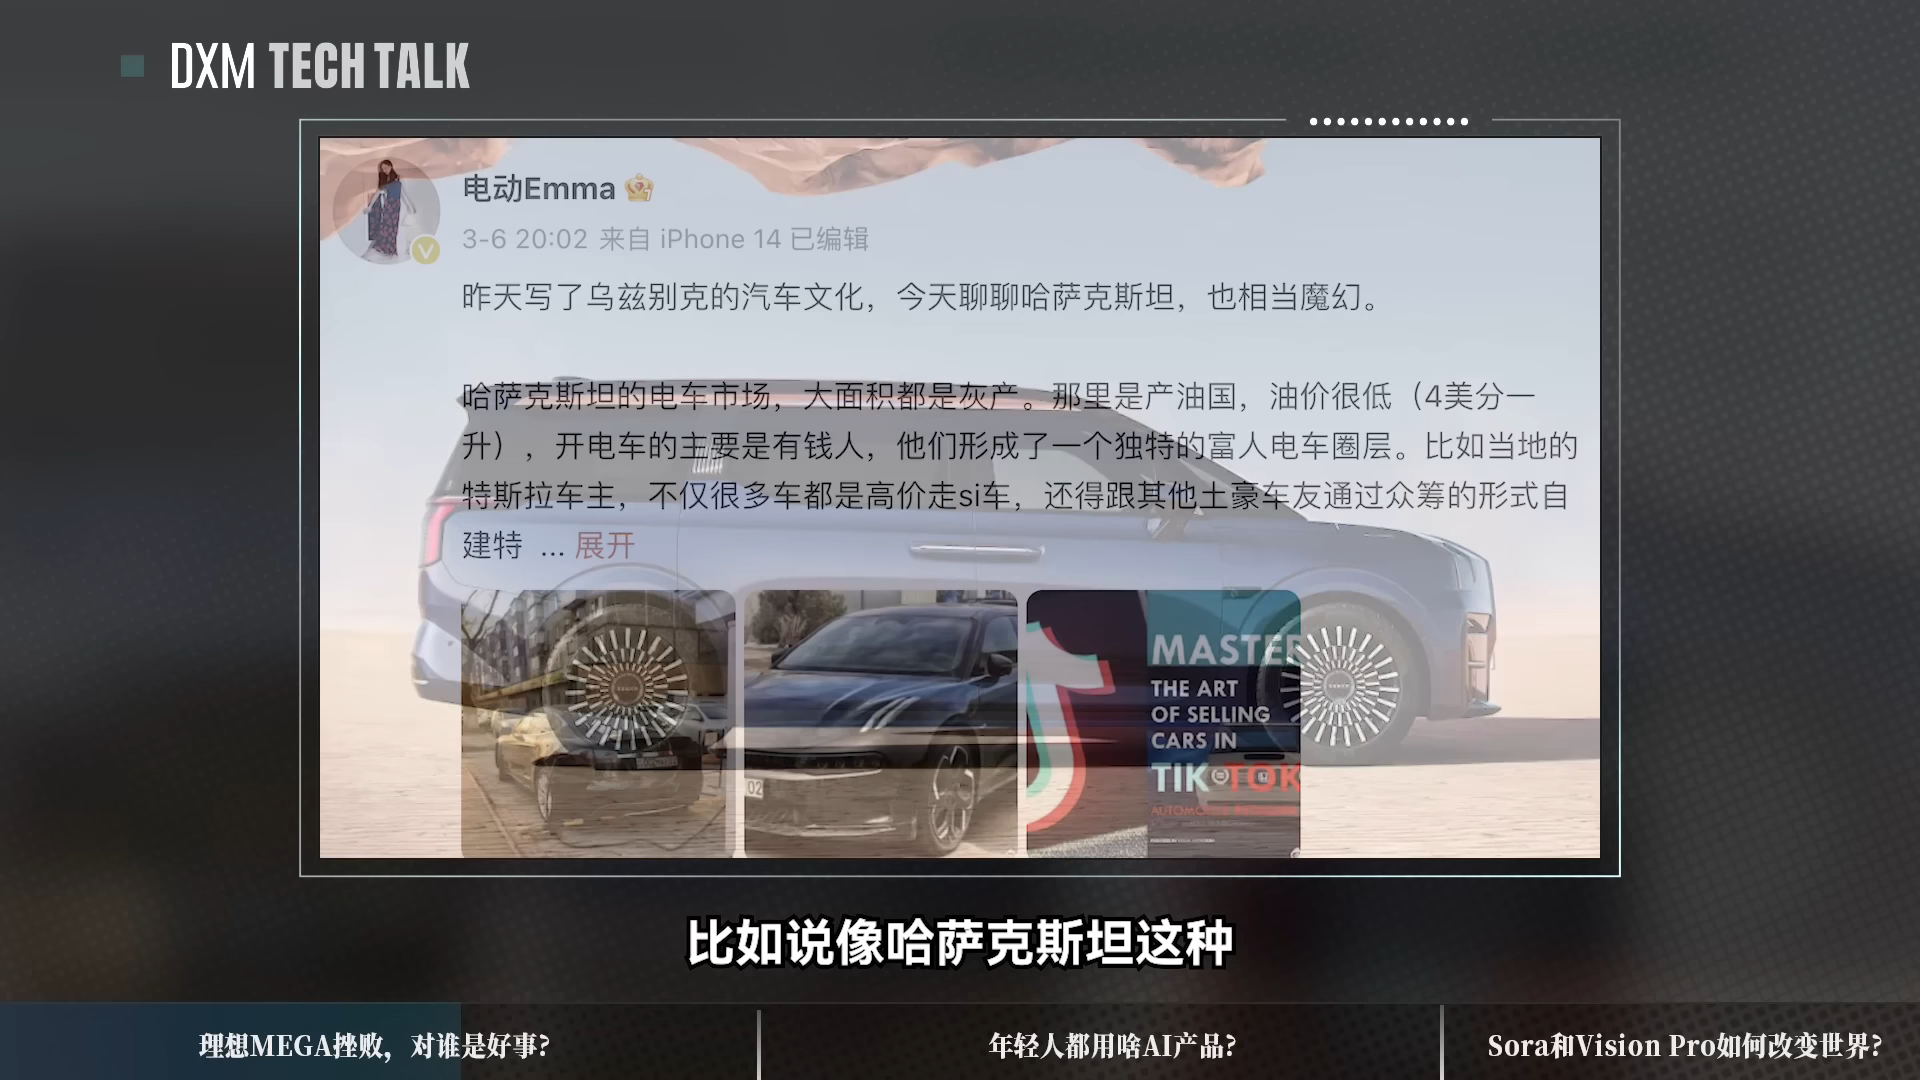 DXM TECH TALK
电动Emma
3-6 20:02 来自 iPhone 14 已编辑
昨天写了乌兹别克的汽车文化，今天聊聊哈萨克斯坦，也相当魔幻。
哈萨克斯坦的电车市场，大面积都是灰产。那里是产油国，油价很低（4美分一
升），开电车的主要是有钱人，他们形成了一个独特的富人电车圈层。比如当地的
特斯拉车主，不仅很多车都是高价走si车，还得跟其他土豪车友通过众筹的形式自
建特 ... 展开
02
MASTER
THE ART
OF SELLING
CARS IN
TIK TOK
比如说像哈萨克斯坦这种
理想MEGA挫败，对谁是好事?
年轻人都用啥AI产品?
Sora和Vision Pro如何改变世界?